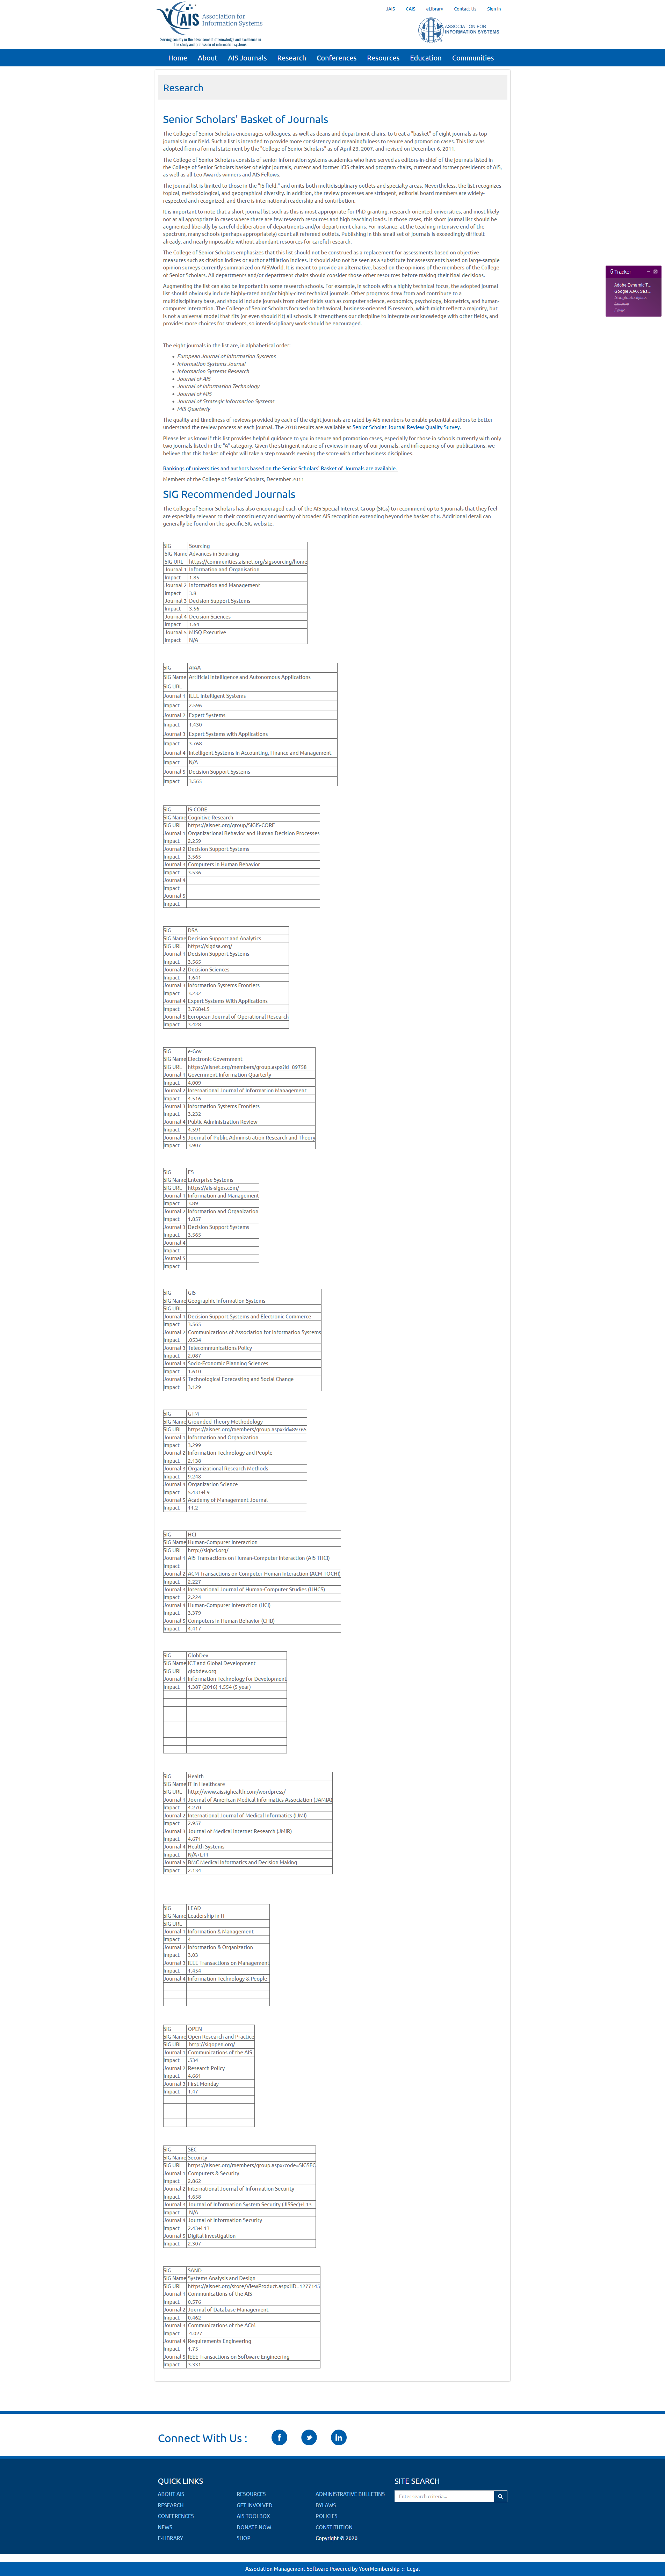 JAIS CAIS eLibrary Contact Us Sign In
AIS Association for Information Systems
Serving society in the advancement of knowledge and excellence in the study and profession of information systems.
ASSOCIATION FOR INFORMATION SYSTEMS
Home About AIS Journals Research Conferences Resources Education Communities
Research
Senior Scholars' Basket of Journals
The College of Senior Scholars encourages colleagues, as well as deans and department chairs, to treat a "basket" of eight journals as top
journals in our field. Such a list is intended to provide more consistency and meaningfulness to tenure and promotion cases. This list was
adopted from a formal statement by the "College of Senior Scholars" as of April 23, 2007, and revised on December 6, 2011.
The College of Senior Scholars consists of senior information systems academics who have served as editors-in-chief of the journals listed in
the College of Senior Scholars basket of eight journals, current and former ICIS chairs and program chairs, current and former presidents of AIS,
as well as all Leo Awards winners and AIS Fellows.
The journal list is limited to those in the "IS field," and omits both multidisciplinary outlets and specialty areas. Nevertheless, the list recognizes
topical, methodological, and geographical diversity. In addition, the review processes are stringent, editorial board members are widely-
respected and recognized, and there is international readership and contribution.
It is important to note that a short journal list such as this is most appropriate for PhD-granting, research-oriented universities, and most likely
not at all appropriate in cases where there are few research resources and high teaching loads. In those cases, this short list should be
augmented liberally by careful deliberation of departments and/or department chairs. For instance, at the teaching-intensive end of the
spectrum, many schools (perhaps appropriately) count all refereed outlets. Publishing in this small set of journals is exceedingly difficult
already, and nearly impossible without abundant resources for careful research.
The College of Senior Scholars emphasizes that this list should not be construed as a replacement for assessments based on objective
measures such as citation indices or author affiliation indices. It should also not be seen as a substitute for assessments based on large-sample
opinion surveys currently summarized on AISWorld. It is meant to provide an alternative, based on the opinions of the members of the College
of Senior Scholars. All departments and/or department chairs should consider those resources before making their final decisions.
Augmenting the list can also be important in some research schools. For example, following a high technical focus, the adopted journal
list should obviously include highly-rated and/or highly-cited technical journals. Other programs draw from and contribute to a
multidisciplinary base, and should include journals from other fields such as computer science, economics, psychology, biometrics, and human-
computer interaction. The College of Senior Scholars focused on behavioral, business research IS research, which might reflect a majority, but
is not a universal model that fits (or even should fit) all schools. It strengthens our discipline to integrate our knowledge with other fields, and
provides more choices for students, so interdisciplinary work should be encouraged.
The eight journals in the list are, in alphabetical order:
European Journal of Information Systems
Information Systems Journal
Information Systems Research
Journal of AIS
Journal of Information Technology
Journal of MIS
Journal of Strategic Information Systems
MIS Quarterly
The quality and timeliness of reviews provided by each of the eight journals are rated by AIS members to enable potential authors to better
understand the review process at each journal. The 2018 results are available at Senior Scholar Journal Review Quality Survey.
Please let us know if this list provides helpful guidance to you in tenure and promotion cases, especially for those in schools currently with only
two journals listed in the "A" category. Given the stringent nature of reviews in many of our journals, and infrequency of our publications, we
believe that this basket of eight will take a step towards evening the score with other business disciplines.
Rankings of universities and authors based on the Senior Scholars' Basket of Journals are available.
Members of the College of Senior Scholars, December 2011
SIG Recommended Journals
The College of Senior Scholars has also encouraged each of the AIS Special Interest Group (SIGs) to recommend up to 5 journals that they feel
are especially relevant to their constituency and worthy of broader AIS recognition extending beyond the basket of 8. Additional detail can
generally be found on the specific SIG website.
SIG Sourcing
SIG Name Advances in Sourcing
SIG URL https://communities.aisnet.org/sigsourcing/home
Journal 1 Information and Organisation
Impact 1.85
Journal 2 Information and Management
Impact 3.8
Journal 3 Decision Support Systems
Impact 3.56
Journal 4 Decision Sciences
Impact 1.64
Journal 5 MISQ Executive
Impact N/A
SIG AIAA
SIG Name Artificial Intelligence and Autonomous Applications
SIG URL
Journal 1 IEEE Intelligent Systems
Impact 2.596
Journal 2 Expert Systems
Impact 1.430
Journal 3 Expert Systems with Applications
Impact 3.768
Journal 4 Intelligent Systems in Accounting, Finance and Management
Impact N/A
Journal 5 Decision Support Systems
Impact 3.565
SIG IS-CORE
SIG Name Cognitive Research
SIG URL https://aisnet.org/group/SIGIS-CORE
Journal 1 Organizational Behavior and Human Decision Processes
Impact 2.259
Journal 2 Decision Support Systems
Impact 3.565
Journal 3 Computers in Human Behavior
Impact 3.536
Journal 4
Impact
Journal 5
Impact
SIG DSA
SIG Name Decision Support and Analytics
SIG URL https://sigdsa.org/
Journal 1 Decision Support Systems
Impact 3.565
Journal 2 Decision Sciences
Impact 1.641
Journal 3 Information Systems Frontiers
Impact 3.232
Journal 4 Expert Systems With Applications
Impact 3.768+L5
Journal 5 European Journal of Operational Research
Impact 3.428
SIG e-Gov
SIG Name Electronic Government
SIG URL https://aisnet.org/members/group.aspx?id=89758
Journal 1 Government Information Quarterly
Impact 4.009
Journal 2 International Journal of Information Management
Impact 4.516
Journal 3 Information Systems Frontiers
Impact 3.232
Journal 4 Public Administration Review
Impact 4.591
Journal 5 Journal of Public Administration Research and Theory
Impact 3.907
SIG ES
SIG Name Enterprise Systems
SIG URL https://ais-siges.com/
Journal 1 Information and Management
Impact 3.89
Journal 2 Information and Organization
Impact 1.857
Journal 3 Decision Support Systems
Impact 3.565
Journal 4
Impact
Journal 5
Impact
SIG GIS
SIG Name Geographic Information Systems
SIG URL
Journal 1 Decision Support Systems and Electronic Commerce
Impact 3.565
Journal 2 Communications of Association for Information Systems
Impact .0534
Journal 3 Telecommunications Policy
Impact 2.087
Journal 4 Socio-Economic Planning Sciences
Impact 1.610
Journal 5 Technological Forecasting and Social Change
Impact 3.129
SIG GTM
SIG Name Grounded Theory Methodology
SIG URL https://aisnet.org/members/group.aspx?id=89765
Journal 1 Information and Organization
Impact 3.299
Journal 2 Information Technology and People
Impact 2.138
Journal 3 Organizational Research Methods
Impact 9.248
Journal 4 Organization Science
Impact 5.431+L9
Journal 5 Academy of Management Journal
Impact 11.2
SIG HCI
SIG Name Human-Computer Interaction
SIG URL http://sighci.org/
Journal 1 AIS Transactions on Human-Computer Interaction (AIS THCI)
Impact
Journal 2 ACM Transactions on Computer-Human Interaction (ACM TOCHI)
Impact 2.227
Journal 3 International Journal of Human-Computer Studies (IJHCS)
Impact 2.224
Journal 4 Human-Computer Interaction (HCI)
Impact 3.379
Journal 5 Computers in Human Behavior (CHB)
Impact 4.417
SIG GlobDev
SIG Name ICT and Global Development
SIG URL globdev.org
Journal 1 Information Technology for Development
Impact 1.387 (2016) 1.554 (5 year)
SIG Health
SIG Name IT in Healthcare
SIG URL http://www.aissighealth.com/wordpress/
Journal 1 Journal of American Medical Informatics Association (JAMIA)
Impact 4.270
Journal 2 International Journal of Medical Informatics (IJMI)
Impact 2.957
Journal 3 Journal of Medical Internet Research (JMIR)
Impact 4.671
Journal 4 Health Systems
Impact N/A+L11
Journal 5 BMC Medical Informatics and Decision Making
Impact 2.134
SIG LEAD
SIG Name Leadership in IT
SIG URL
Journal 1 Information & Management
Impact 4
Journal 2 Information & Organization
Impact 3.03
Journal 3 IEEE Transactions on Management
Impact 1.454
Journal 4 Information Technology & People
SIG OPEN
SIG Name Open Research and Practice
SIG URL http://sigopen.org/
Journal 1 Communications of the AIS
Impact .534
Journal 2 Research Policy
Impact 4.661
Journal 3 First Monday
Impact 1.47
SIG SEC
SIG Name Security
SIG URL https://aisnet.org/members/group.aspx?code=SIGSEC
Journal 1 Computers & Security
Impact 2.862
Journal 2 International Journal of Information Security
Impact 1.658
Journal 3 Journal of Information System Security (JISSec)+L13
Impact N/A
Journal 4 Journal of Information Security
Impact 2.43+L13
Journal 5 Digital Investigation
Impact 2.307
SIG SAND
SIG Name Systems Analysis and Design
SIG URL https://aisnet.org/store/ViewProduct.aspx?ID=1277145
Journal 1 Communications of the AIS
Impact 0.576
Journal 2 Journal of Database Management
Impact 0.462
Journal 3 Communications of the ACM
Impact 4.027
Journal 4 Requirements Engineering
Impact 1.75
Journal 5 IEEE Transactions on Software Engineering
Impact 3.331
5 Tracker
Adobe Dynamic T...
Google AJAX Sea...
Google Analytics
Lotame
Connect With Us :
QUICK LINKS
ABOUT AIS RESOURCES ADMINISTRATIVE BULLETINS
RESEARCH GET INVOLVED BYLAWS
CONFERENCES AIS TOOLBOX POLICIES
NEWS DONATE NOW CONSTITUTION
E-LIBRARY SHOP Copyright © 2020
SITE SEARCH
Enter search criteria...
Association Management Software Powered by YourMembership :: Legal